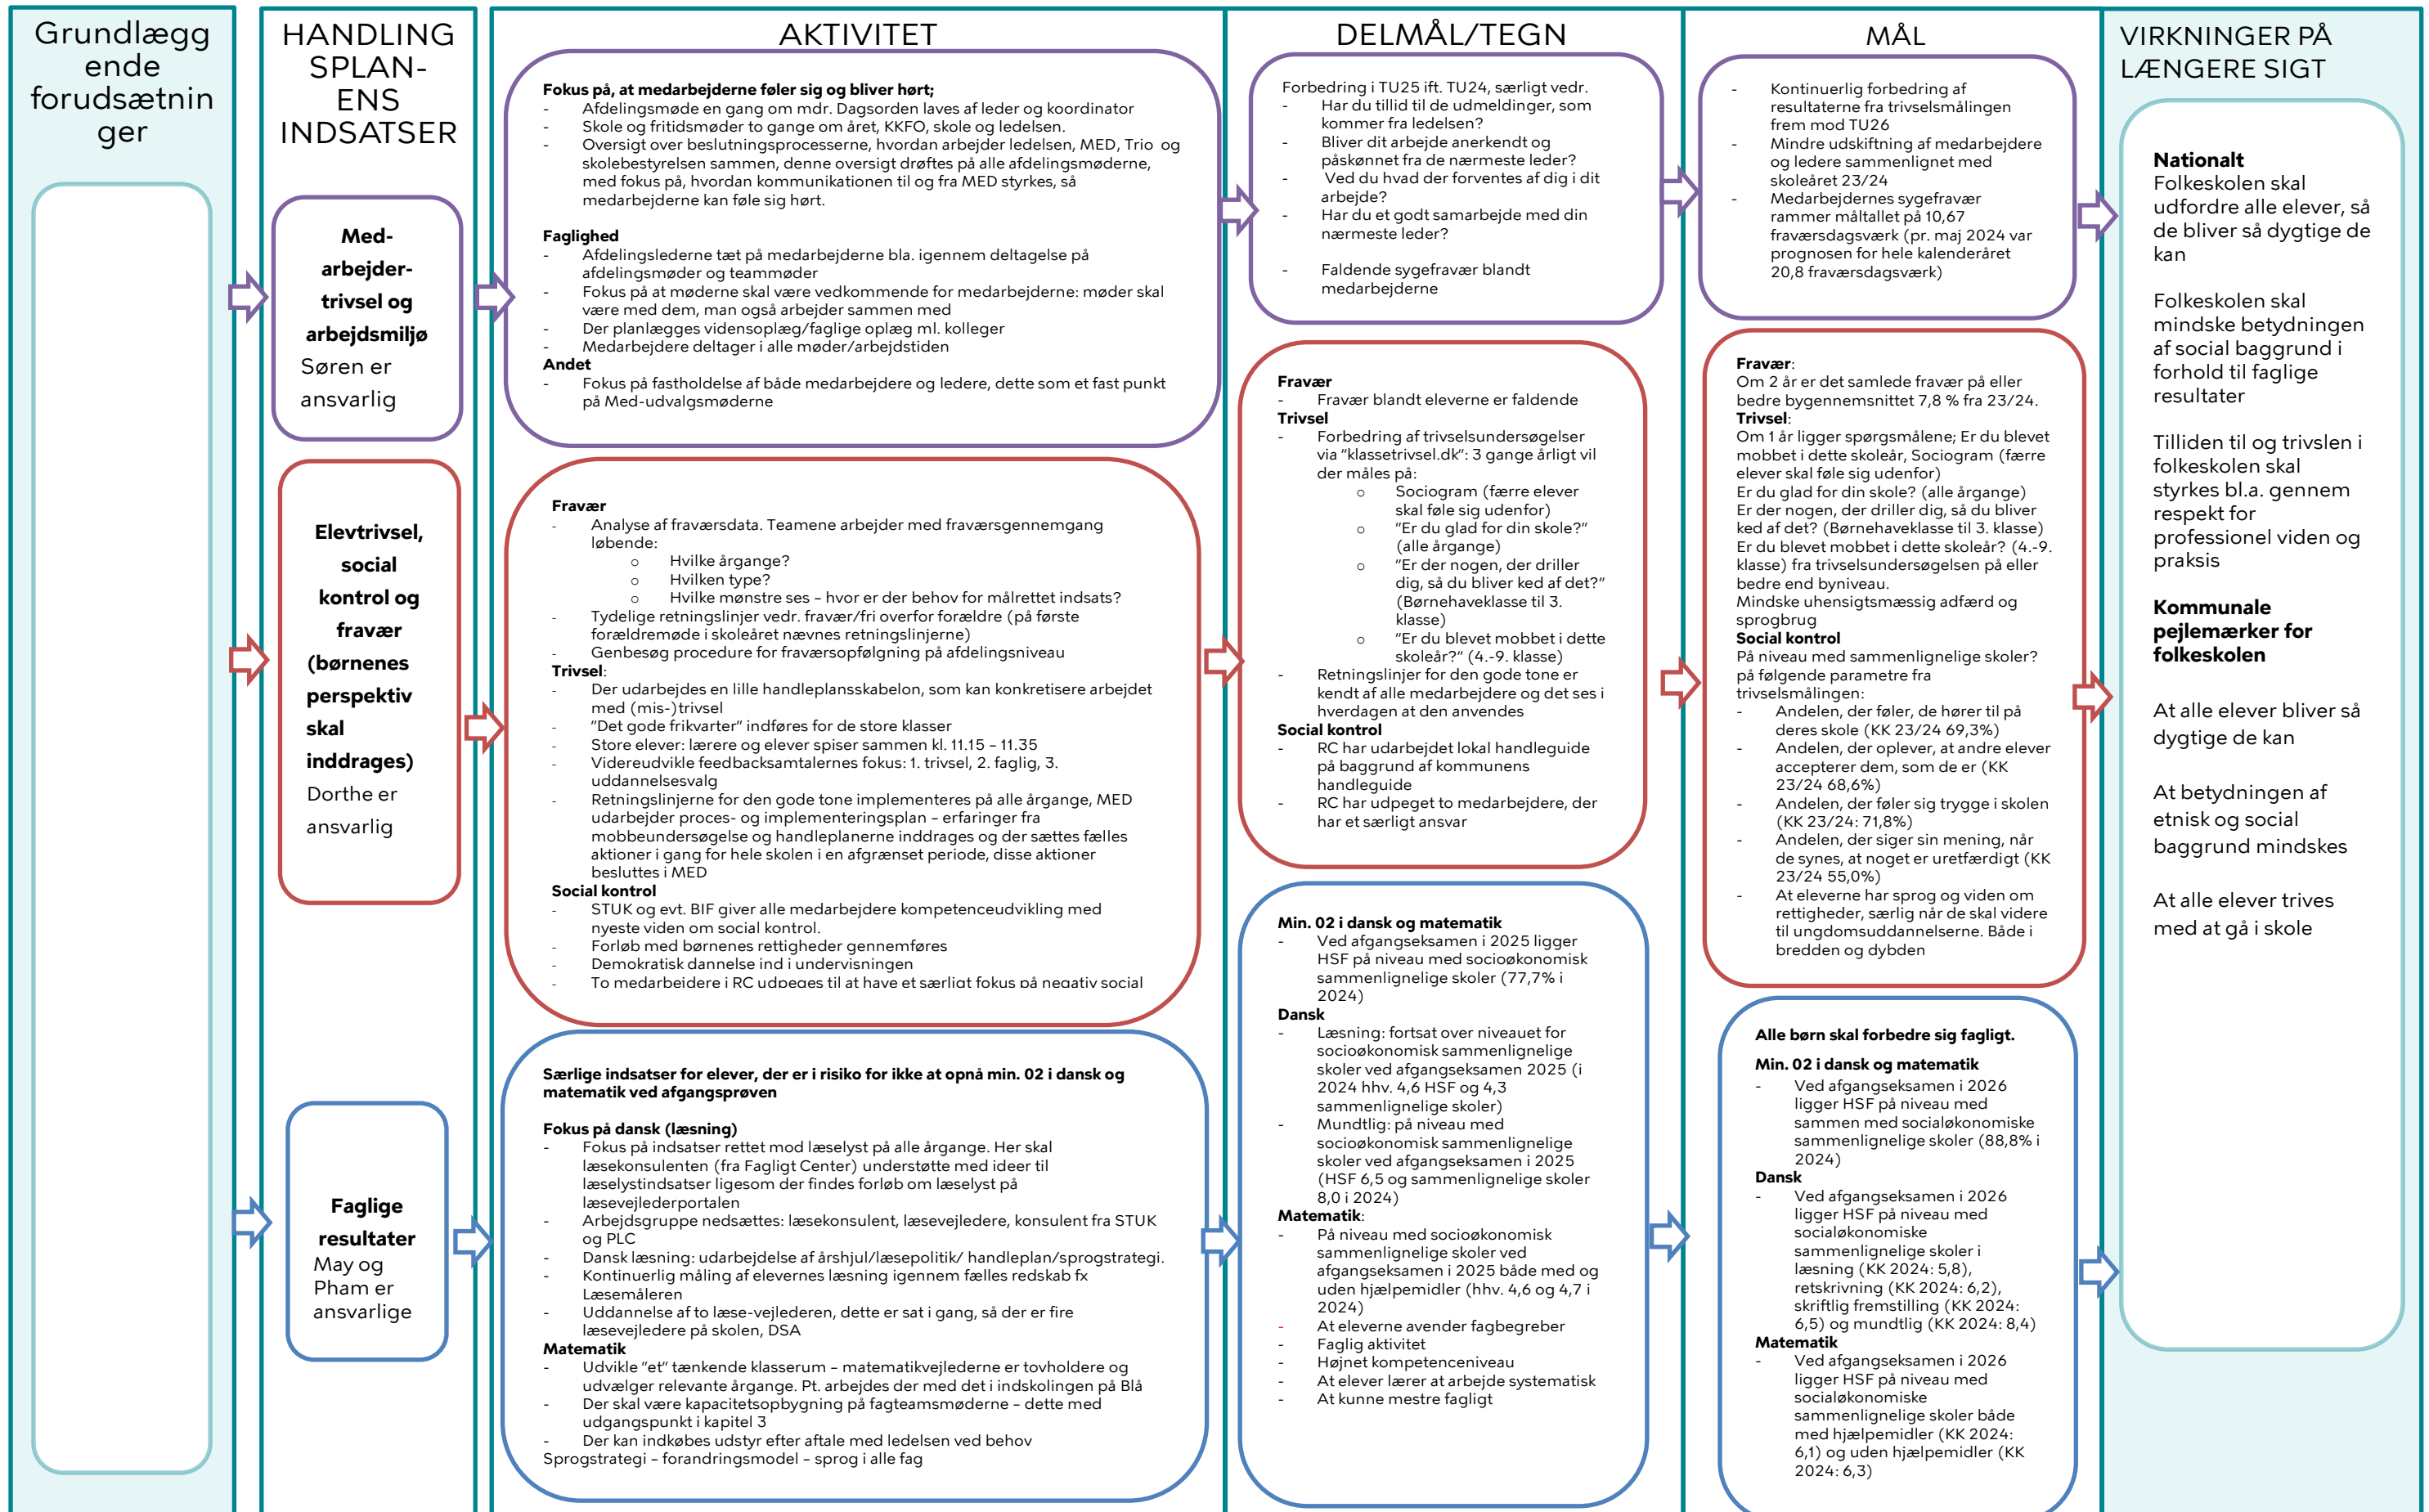 Grundlægg
ende
forudsætnin
ger
HANDLING
SPLAN-
ENS
INDSATSER
Med-
arbejder-
trivsel og
arbejdsmiljø
Søren er
ansvarlig
Elevtrivsel,
social
kontrol og
fravær
(børnenes
perspektiv
skal
inddrages)
Dorthe er
ansvarlig
Faglige
resultater
May og
Pham er
ansvarlige
AKTIVITET
Fokus på, at medarbejderne føler sig og bliver hørt;
- Afdelingsmøde en gang om mdr. Dagsorden laves af leder og koordinator
- Skole og fritidsmøder to gange om året, KKFO, skole og ledelsen.
- Oversigt over beslutningsprocesserne, hvordan arbejder ledelsen, MED, Trio og
skolebestyrelsen sammen, denne oversigt drøftes på alle afdelingsmøderne,
med fokus på, hvordan kommunikationen til og fra MED styrkes, så
medarbejderne kan føle sig hørt.
Faglighed
- Afdelingslederne tæt på medarbejderne bla. igennem deltagelse på
afdelingsmøder og teammøder
- Fokus på at møderne skal være vedkommende for medarbejderne: møder skal
være med dem, man også arbejder sammen med
- Der planlægges vidensoplæg/faglige oplæg ml. kolleger
- Medarbejdere deltager i alle møder/arbejdstiden
Andet
- Fokus på fastholdelse af både medarbejdere og ledere, dette som et fast punkt
på Med-udvalgsmøderne
Fravær
- Analyse af fraværsdata. Teamene arbejder med fraværsgennemgang
løbende:
o Hvilke årgange?
o Hvilken type?
o Hvilke mønstre ses – hvor er der behov for målrettet indsats?
- Tydelige retningslinjer vedr. fravær/fri overfor forældre (på første
forældremøde i skoleåret nævnes retningslinjerne)
- Genbesøg procedure for fraværsopfølgning på afdelingsniveau
Trivsel:
- Der udarbejdes en lille handleplansskabelon, som kan konkretisere arbejdet
med (mis-)trivsel
- ”Det gode frikvarter” indføres for de store klasser
- Store elever: lærere og elever spiser sammen kl. 11.15 – 11.35
- Videreudvikle feedbacksamtalernes fokus: 1. trivsel, 2. faglig, 3.
uddannelsesvalg
- Retningslinjerne for den gode tone implementeres på alle årgange, MED
udarbejder proces- og implementeringsplan – erfaringer fra
mobbeundersøgelse og handleplanerne inddrages og der sættes fælles
aktioner i gang for hele skolen i en afgrænset periode, disse aktioner
besluttes i MED
Social kontrol
- STUK og evt. BIF giver alle medarbejdere kompetenceudvikling med
nyeste viden om social kontrol.
- Forløb med børnenes rettigheder gennemføres
- Demokratisk dannelse ind i undervisningen
- To medarbejdere i RC udpeges til at have et særligt fokus på negativ social
Særlige indsatser for elever, der er i risiko for ikke at opnå min. 02 i dansk og
matematik ved afgangsprøven
Fokus på dansk (læsning)
- Fokus på indsatser rettet mod læselyst på alle årgange. Her skal
læsekonsulenten (fra Fagligt Center) understøtte med ideer til
læselystindsatser ligesom der findes forløb om læselyst på
læsevejlederportalen
- Arbejdsgruppe nedsættes: læsekonsulent, læsevejledere, konsulent fra STUK
og PLC
- Dansk læsning: udarbejdelse af årshjul/læsepolitik/ handleplan/sprogstrategi.
- Kontinuerlig måling af elevernes læsning igennem fælles redskab fx
Læsemåleren
- Uddannelse af to læse-vejlederen, dette er sat i gang, så der er fire
læsevejledere på skolen, DSA
Matematik
- Udvikle ”et” tænkende klasserum – matematikvejlederne er tovholdere og
udvælger relevante årgange. Pt. arbejdes der med det i indskolingen på Blå
- Der skal være kapacitetsopbygning på fagteamsmøderne – dette med
udgangspunkt i kapitel 3
- Der kan indkøbes udstyr efter aftale med ledelsen ved behov
Sprogstrategi – forandringsmodel – sprog i alle fag
DELMÅL/TEGN
Forbedring i TU25 ift. TU24, særligt vedr.
- Har du tillid til de udmeldinger, som
kommer fra ledelsen?
- Bliver dit arbejde anerkendt og
påskønnet fra de nærmeste leder?
- Ved du hvad der forventes af dig i dit
arbejde?
- Har du et godt samarbejde med din
nærmeste leder?
- Faldende sygefravær blandt
medarbejderne
Fravær
- Fravær blandt eleverne er faldende
Trivsel
- Forbedring af trivselsundersøgelser
via ”klassetrivsel.dk”: 3 gange årligt vil
der måles på:
o Sociogram (færre elever
skal føle sig udenfor)
o ”Er du glad for din skole?”
(alle årgange)
o ”Er der nogen, der driller
dig, så du bliver ked af det?”
(Børnehaveklasse til 3.
klasse)
o ”Er du blevet mobbet i dette
skoleår?” (4.-9. klasse)
- Retningslinjer for den gode tone er
kendt af alle medarbejdere og det ses i
hverdagen at den anvendes
Social kontrol
- RC har udarbejdet lokal handleguide
på baggrund af kommunens
handleguide
- RC har udpeget to medarbejdere, der
har et særligt ansvar
Min. 02 i dansk og matematik
- Ved afgangseksamen i 2025 ligger
HSF på niveau med socioøkonomisk
sammenlignelige skoler (77,7% i
2024)
Dansk
- Læsning: fortsat over niveauet for
socioøkonomisk sammenlignelige
skoler ved afgangseksamen 2025 (i
2024 hhv. 4,6 HSF og 4,3
sammenlignelige skoler)
- Mundtlig: på niveau med
socioøkonomisk sammenlignelige
skoler ved afgangseksamen i 2025
(HSF 6,5 og sammenlignelige skoler
8,0 i 2024)
Matematik:
- På niveau med socioøkonomisk
sammenlignelige skoler ved
afgangseksamen i 2025 både med og
uden hjælpemidler (hhv. 4,6 og 4,7 i
2024)
- At eleverne avender fagbegreber
- Faglig aktivitet
- Højnet kompetenceniveau
- At elever lærer at arbejde systematisk
- At kunne mestre fagligt
MÅL
- Kontinuerlig forbedring af
resultaterne fra trivselsmålingen
frem mod TU26
- Mindre udskiftning af medarbejdere
og ledere sammenlignet med
skoleåret 23/24
- Medarbejdernes sygefravær
rammer måltallet på 10,67
fraværsdagsværk (pr. maj 2024 var
prognosen for hele kalenderåret
20,8 fraværsdagsværk)
Fravær:
Om 2 år er det samlede fravær på eller
bedre bygennemsnittet 7,8 % fra 23/24.
Trivsel:
Om 1 år ligger spørgsmålene; Er du blevet
mobbet i dette skoleår, Sociogram (færre
elever skal føle sig udenfor)
Er du glad for din skole? (alle årgange)
Er der nogen, der driller dig, så du bliver
ked af det? (Børnehaveklasse til 3. klasse)
Er du blevet mobbet i dette skoleår? (4.-9.
klasse) fra trivselsundersøgelsen på eller
bedre end byniveau.
Mindske uhensigtsmæssig adfærd og
sprogbrug
Social kontrol
På niveau med sammenlignelige skoler?
på følgende parametre fra
trivselsmålingen:
- Andelen, der føler, de hører til på
deres skole (KK 23/24 69,3%)
- Andelen, der oplever, at andre elever
accepterer dem, som de er (KK
23/24 68,6%)
- Andelen, der føler sig trygge i skolen
(KK 23/24: 71,8%)
- Andelen, der siger sin mening, når
de synes, at noget er uretfærdigt (KK
23/24 55,0%)
- At eleverne har sprog og viden om
rettigheder, særlig når de skal videre
til ungdomsuddannelserne. Både i
bredden og dybden
Alle børn skal forbedre sig fagligt.
Min. 02 i dansk og matematik
- Ved afgangseksamen i 2026
ligger HSF på niveau med
sammen med socialøkonomiske
sammenlignelige skoler (88,8% i
2024)
Dansk
- Ved afgangseksamen i 2026
ligger HSF på niveau med
socialøkonomiske
sammenlignelige skoler i
læsning (KK 2024: 5,8),
retskrivning (KK 2024: 6,2),
skriftlig fremstilling (KK 2024:
6,5) og mundtlig (KK 2024: 8,4)
Matematik
- Ved afgangseksamen i 2026
ligger HSF på niveau med
socialøkonomiske
sammenlignelige skoler både
med hjælpemidler (KK 2024:
6,1) og uden hjælpemidler (KK
2024: 6,3)
VIRKNINGER PÅ
LÆNGERE SIGT
Nationalt
Folkeskolen skal
udfordre alle elever, så
de bliver så dygtige de
kan
Folkeskolen skal
mindske betydningen
af social baggrund i
forhold til faglige
resultater
Tilliden til og trivslen i
folkeskolen skal
styrkes bl.a. gennem
respekt for
professionel viden og
praksis
Kommunale
pejlemærker for
folkeskolen
At alle elever bliver så
dygtige de kan
At betydningen af
etnisk og social
baggrund mindskes
At alle elever trives
med at gå i skole